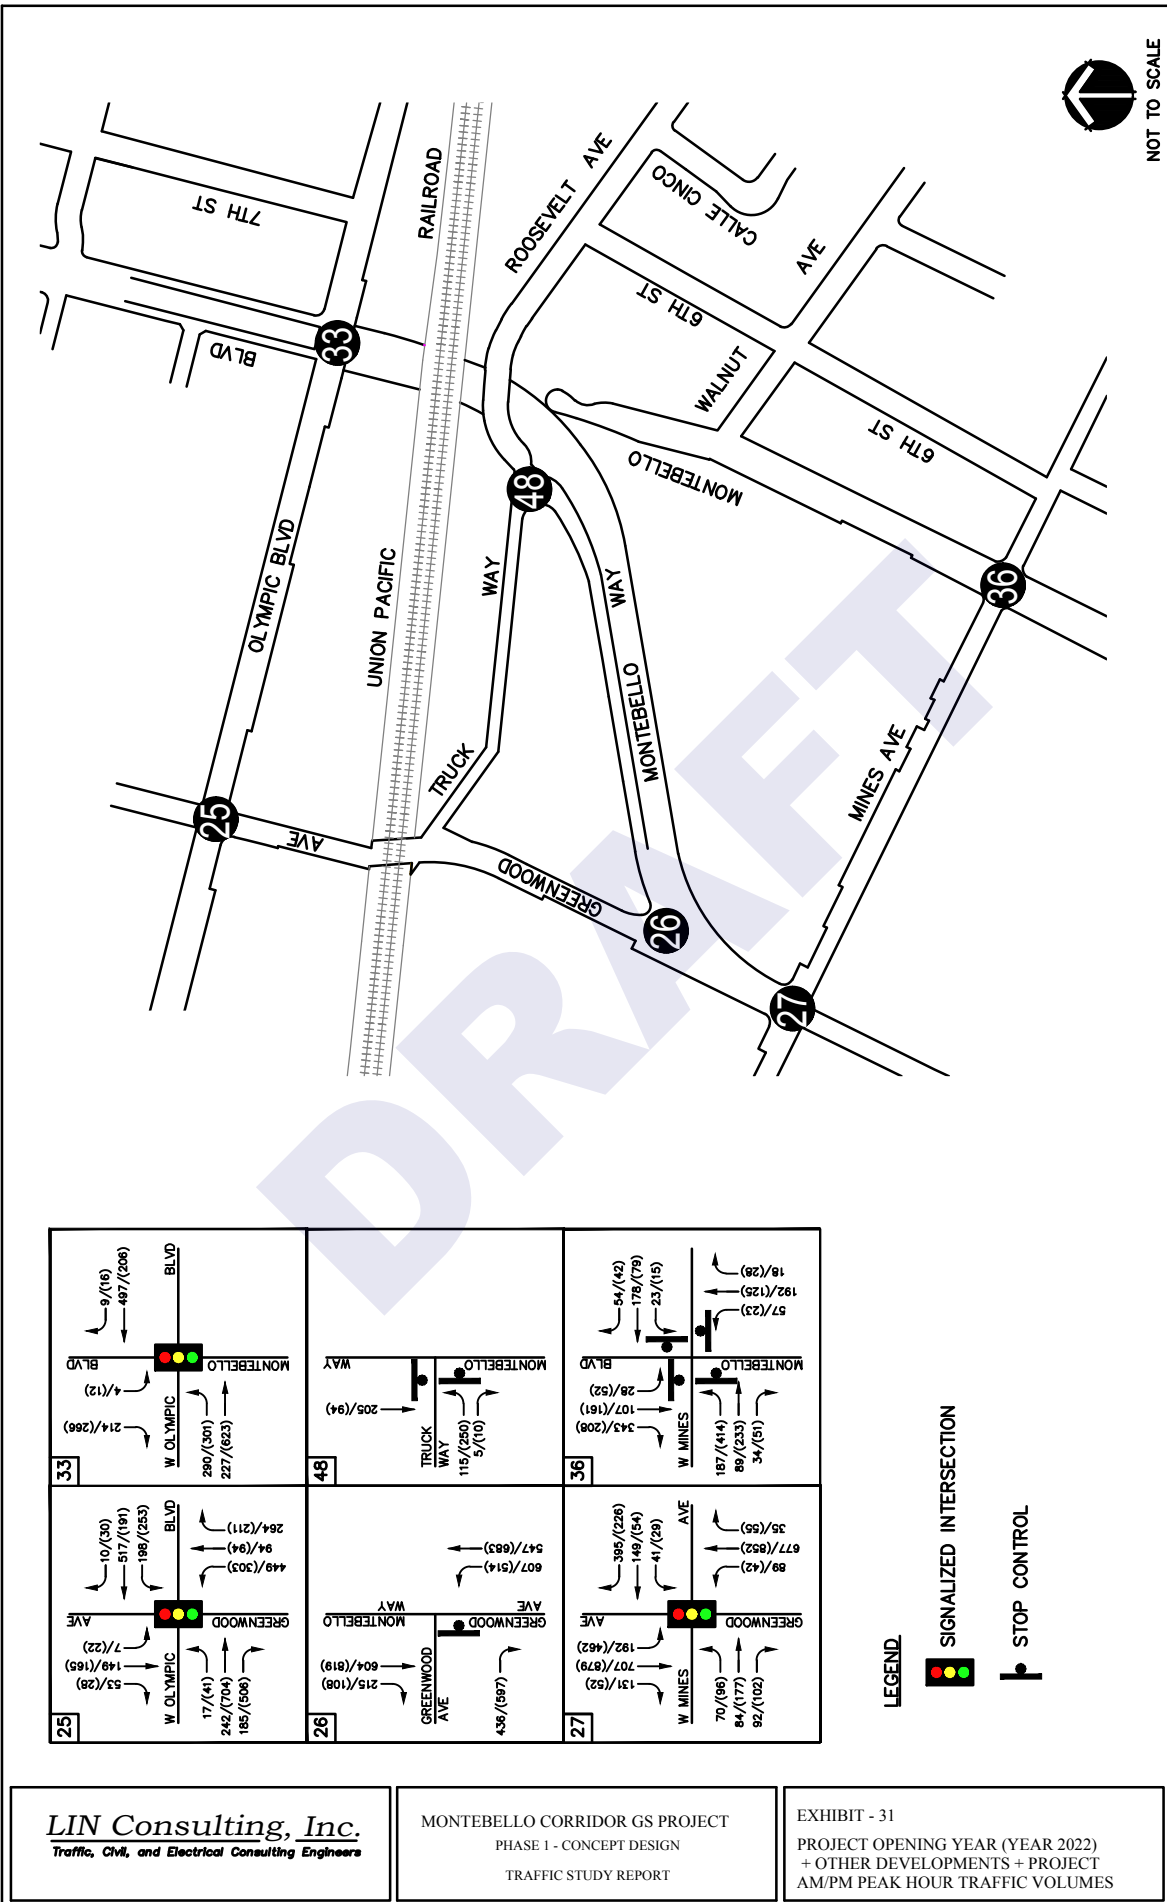 NOT TO SCALE
7TH ST
RAILROAD
ROOSEVELT AVE
CALLE CINCO
AVE
6TH ST
BLVD
33
WALNUT
6TH ST
MONTEBELLO
48
OLYMPIC BLVD
UNION PACIFIC
WAY
WAY
MONTEBELLO
36
TRUCK
MINES AVE
25
AVE
GREENWOOD
26
27
DRAFT
33
9/(16)
497/(206)
BLVD
BLVD
MONTEBELLO
4/(12)
214/(266)
W OLYMPIC
290/(301)
227/(623)
48
WAY
MONTEBELLO
205/(94)
TRUCK
WAY
115/(250)
5/(10)
36
54/(42)
178/(79)
23/(15)
18/(28)
192/(125)
57/(23)
BLVD
MONTEBELLO
28/(52)
107/(161)
343/(208)
W MINES
187/(414)
89/(233)
34/(51)
25
10/(30)
517/(191)
198/(253)
BLVD
264/(211)
94/(94)
449/(303)
AVE
GREENWOOD
7/(22)
149/(165)
53/(28)
W OLYMPIC
17/(41)
242/(704)
185/(506)
26
547/(683)
607/(514)
WAY
MONTEBELLO
AVE
GREENWOOD
604/(819)
215/(108)
GREENWOOD
AVE
436/(597)
27
395/(226)
149/(54)
41/(29)
AVE
35/(55)
677/(852)
89/(42)
AVE
GREENWOOD
192/(462)
707/(879)
131/(52)
W MINES
70/(96)
84/(177)
92/(102)
LEGEND
SIGNALIZED INTERSECTION
STOP CONTROL
LIN Consulting, Inc.
Traffic, Civil, and Electrical Consulting Engineers
MONTEBELLO CORRIDOR GS PROJECT
PHASE 1 - CONCEPT DESIGN
TRAFFIC STUDY REPORT
EXHIBIT - 31
PROJECT OPENING YEAR (YEAR 2022)
+ OTHER DEVELOPMENTS + PROJECT
AM/PM PEAK HOUR TRAFFIC VOLUMES